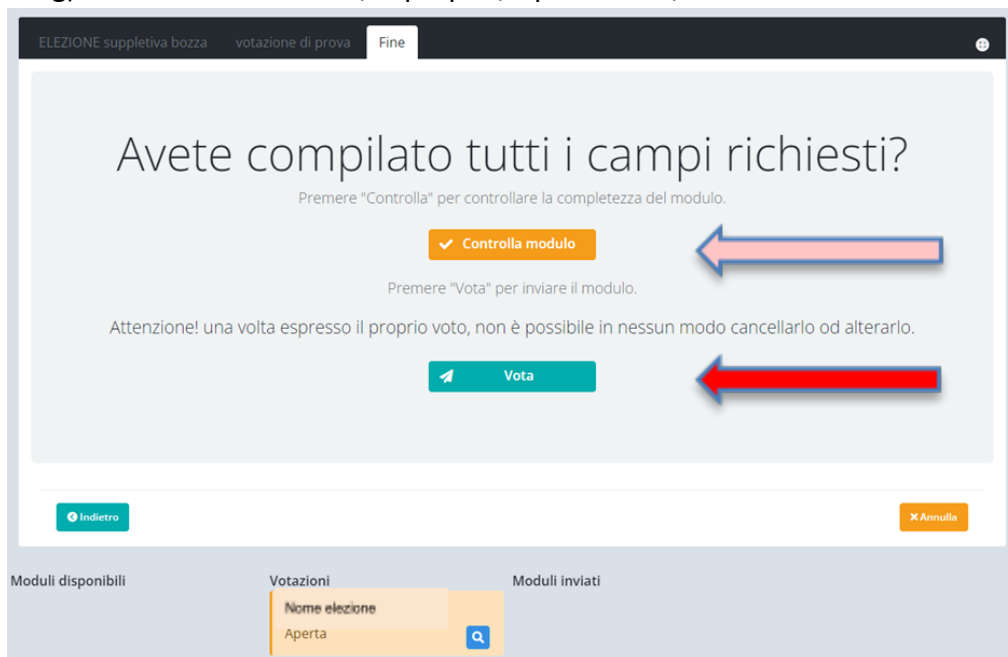 ELEZIONE suppletiva bozza votazione di prova Fine
Avete compilato tutti i campi richiesti?
Premere "Controlla" per controllare la completezza del modulo.
Controlla modulo
Premere "Vota" per inviare il modulo.
Attenzione! una volta espresso il proprio voto, non è possibile in nessun modo cancellarlo od alterarlo.
Vota
Indietro Annulla
Moduli disponibili Votazioni Moduli inviati
Nome elezione
Aperta